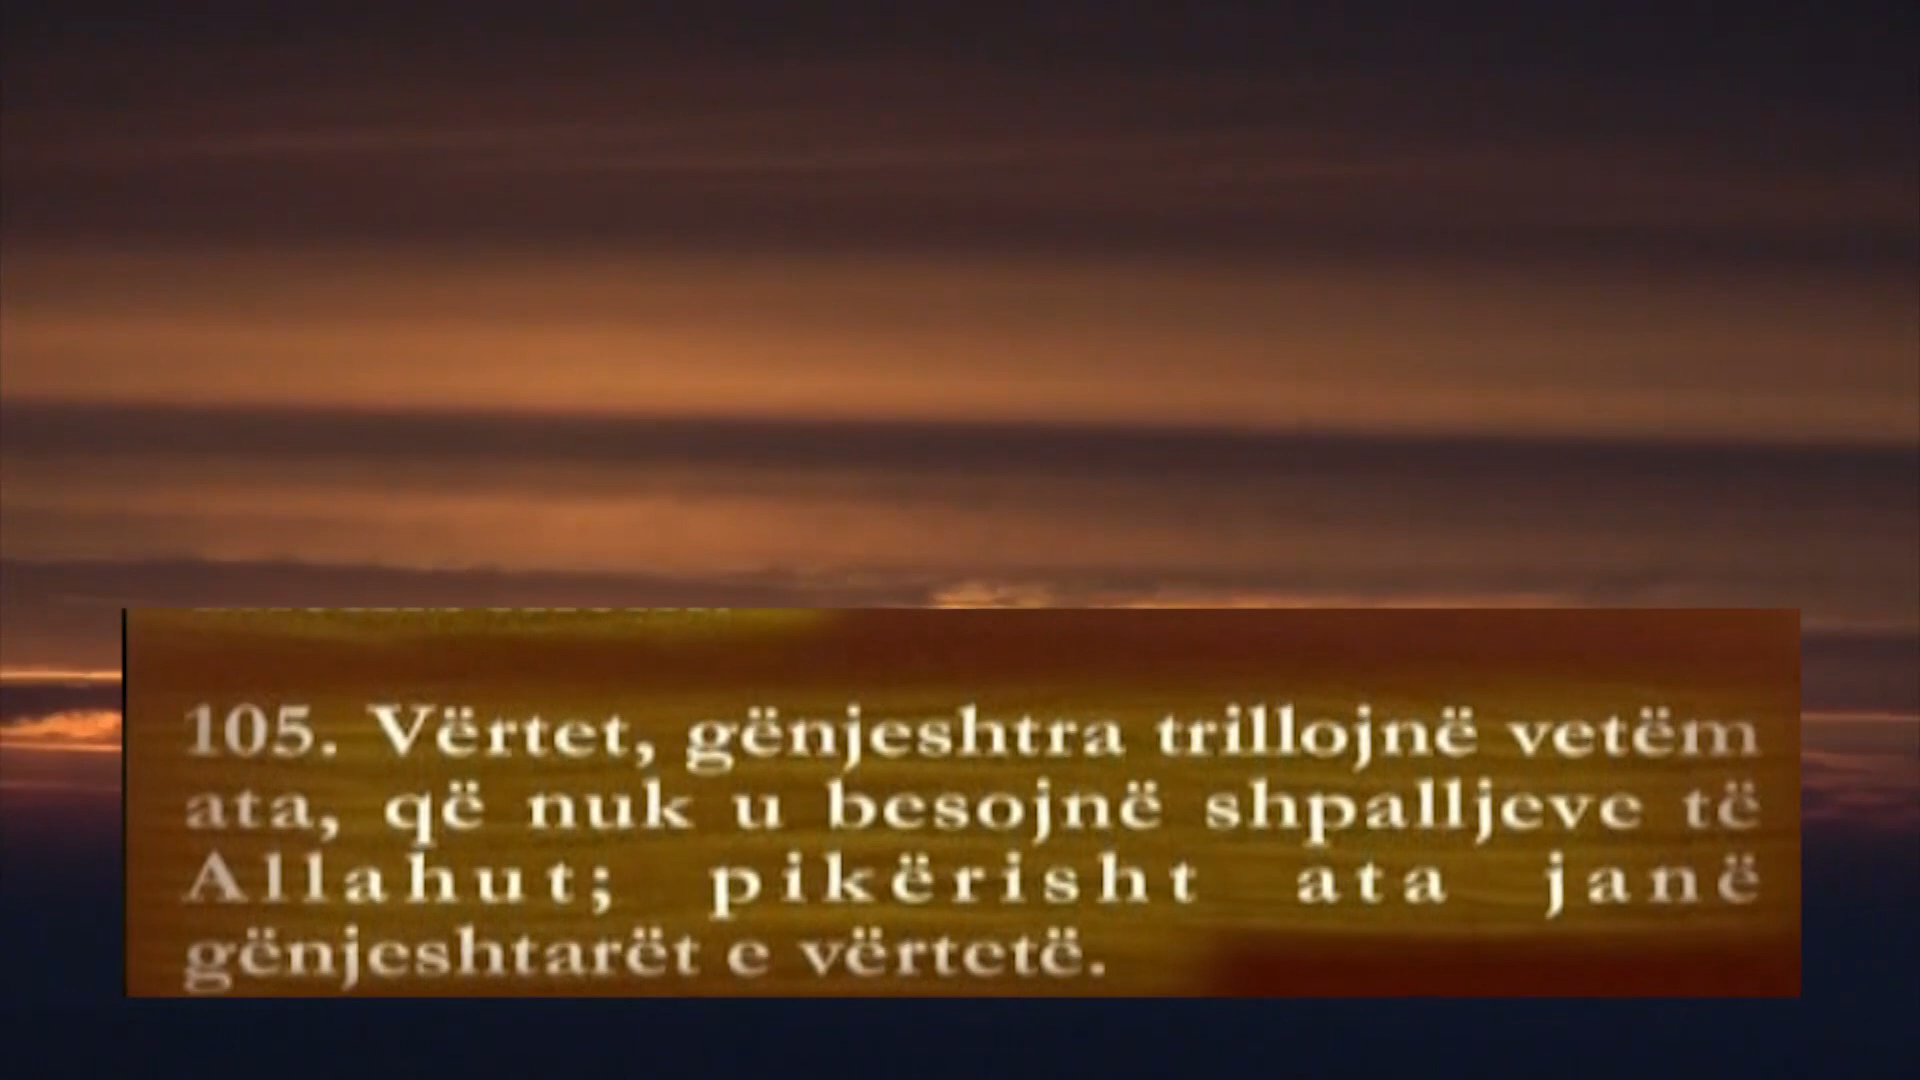 105. Vërtet, gënjeshtra trillojnë vetëm
ata, që nuk u besojnë shpalljeve të
Allahut; pikërisht ata janë
gënjeshtarët e vërtetë.